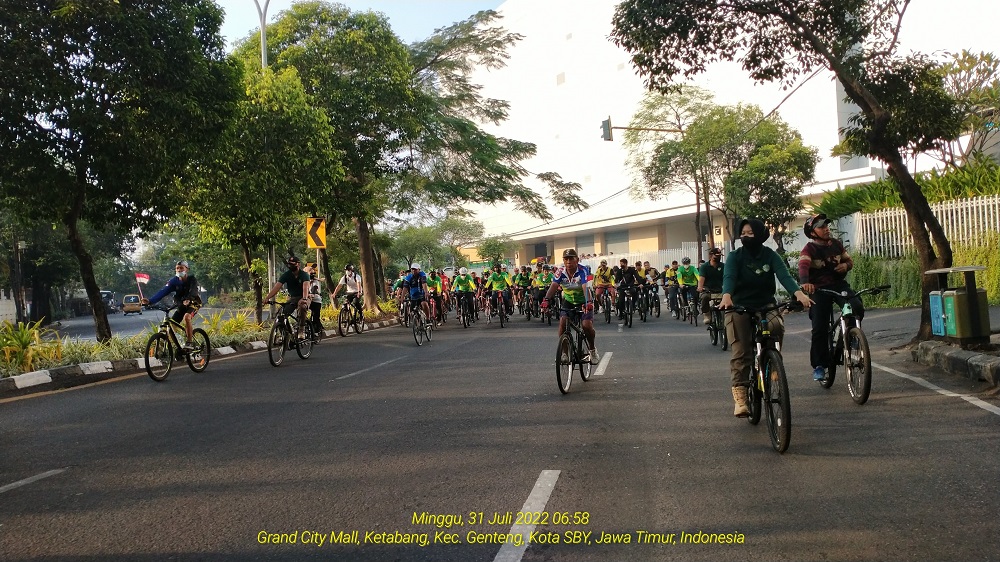 Minggu, 31 Juli 2022 06:58
Grand City Mall, Ketabang, Kec. Genteng, Kota SBY, Jawa Timur, Indonesia